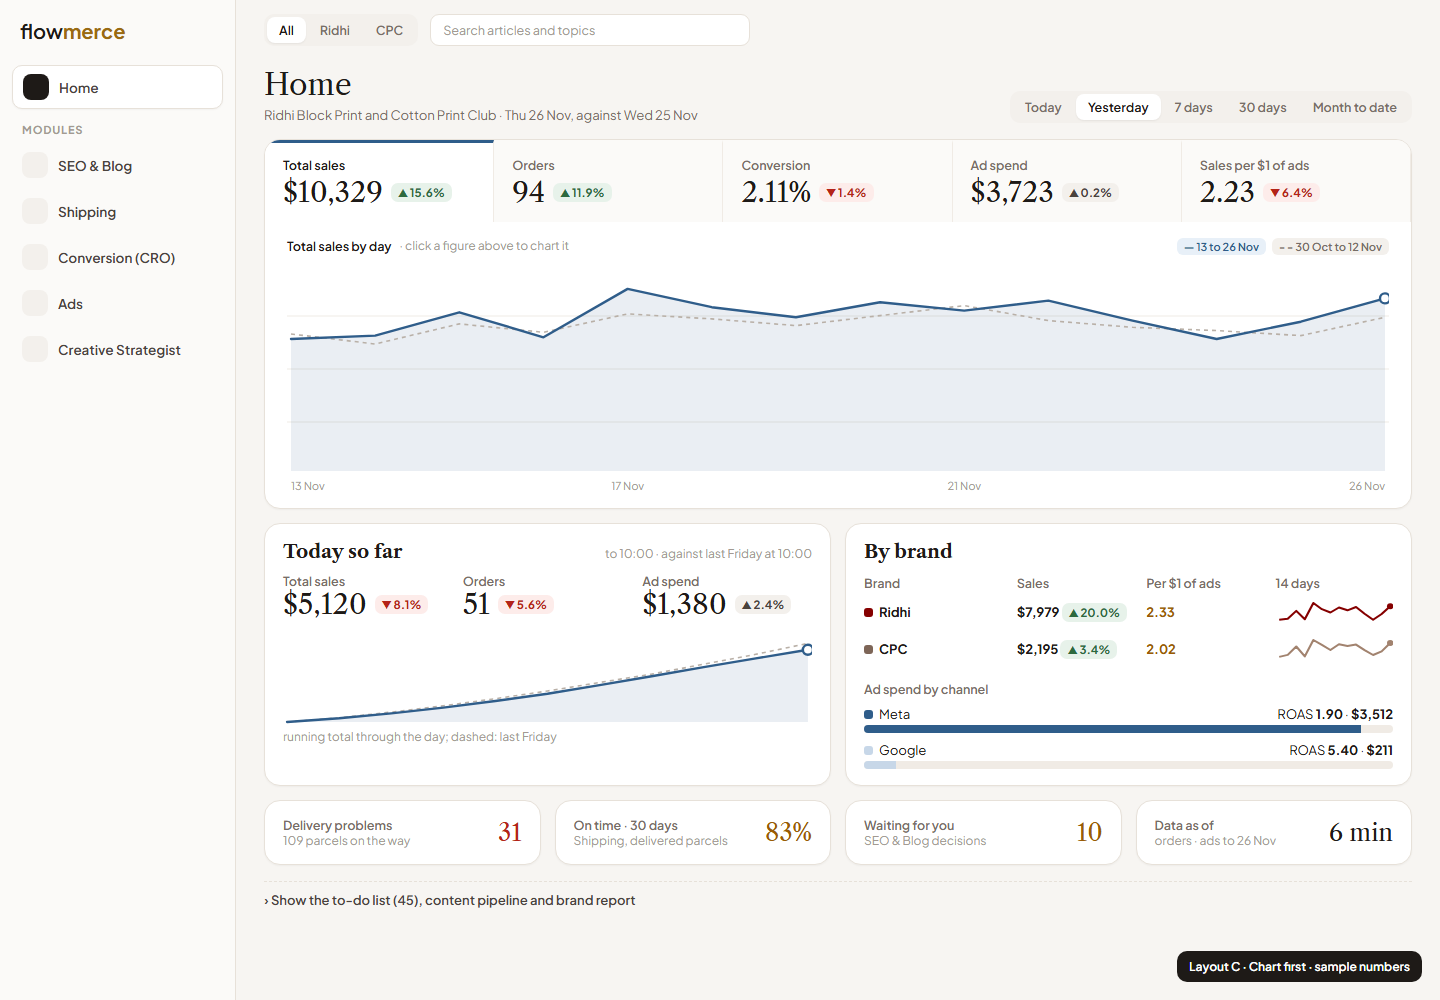 flowmerce
All Ridhi CPC Search articles and topics
Home
MODULES
SEO & Blog
Shipping
Conversion (CRO)
Ads
Creative Strategist
Home
Ridhi Block Print and Cotton Print Club · Thu 26 Nov, against Wed 25 Nov
Today Yesterday 7 days 30 days Month to date
Total sales
$10,329 ▲15.6%
Orders
94 ▲11.9%
Conversion
2.11% ▼1.4%
Ad spend
$3,723 ▲0.2%
Sales per $1 of ads
2.23 ▼6.4%
Total sales by day · click a figure above to chart it
— 13 to 26 Nov - - 30 Oct to 12 Nov
13 Nov 17 Nov 21 Nov 26 Nov
Today so far
to 10:00 · against last Friday at 10:00
Total sales
$5,120 ▼8.1%
Orders
51 ▼5.6%
Ad spend
$1,380 ▲2.4%
running total through the day; dashed: last Friday
By brand
Brand Sales Per $1 of ads 14 days
Ridhi $7,979 ▲20.0% 2.33
CPC $2,195 ▲3.4% 2.02
Ad spend by channel
Meta ROAS 1.90 · $3,512
Google ROAS 5.40 · $211
Delivery problems
109 parcels on the way
31
On time · 30 days
Shipping, delivered parcels
83%
Waiting for you
SEO & Blog decisions
10
Data as of
orders · ads to 26 Nov
6 min
› Show the to-do list (45), content pipeline and brand report
Layout C · Chart first · sample numbers